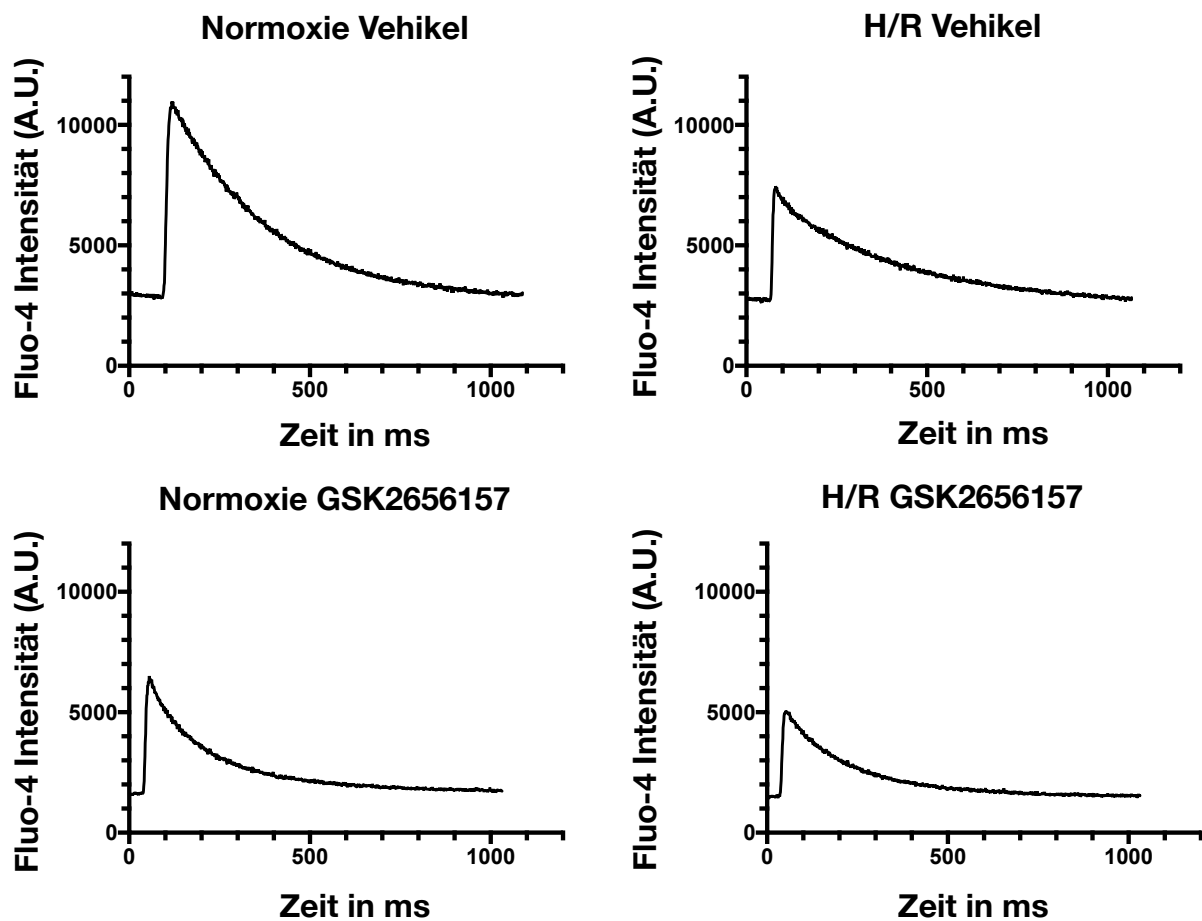 Normoxie Vehikel
Fluo-4 Intensität (A.U.)
10000
5000
0
0 500 1000
Zeit in ms
H/R Vehikel
Fluo-4 Intensität (A.U.)
10000
5000
0
0 500 1000
Zeit in ms
Normoxie GSK2656157
Fluo-4 Intensität (A.U.)
10000
5000
0
0 500 1000
Zeit in ms
H/R GSK2656157
Fluo-4 Intensität (A.U.)
10000
5000
0
0 500 1000
Zeit in ms